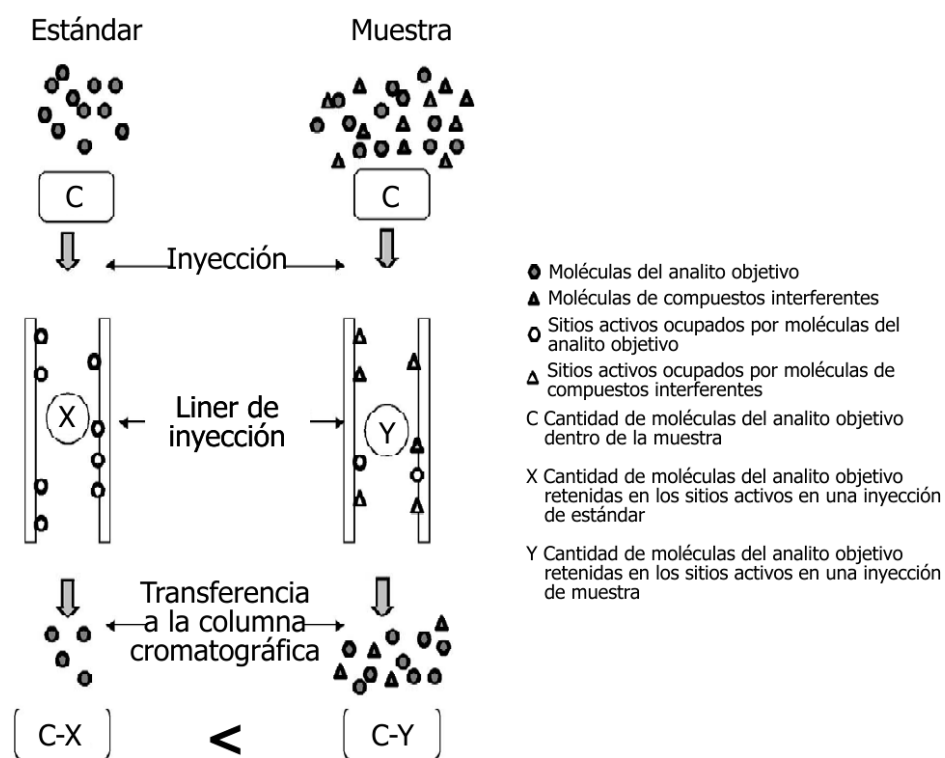 Estándar
Muestra
C
C
Inyección
X
Liner de
inyección
Y
Transferencia
a la columna
cromatográfica
C-X
<
C-Y
Moléculas del analito objetivo
Moléculas de compuestos interferentes
Sitios activos ocupados por moléculas del
analito objetivo
Sitios activos ocupados por moléculas de
compuestos interferentes
C Cantidad de moléculas del analito objetivo
dentro de la muestra
X Cantidad de moléculas del analito objetivo
retenidas en los sitios activos en una inyección
de estándar
Y Cantidad de moléculas del analito objetivo
retenidas en los sitios activos en una inyección
de muestra